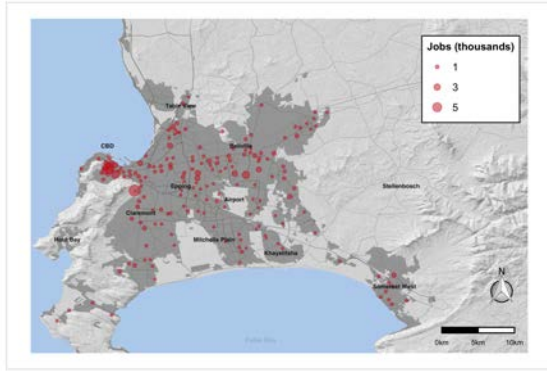 Jobs (thousands)
1
3
5
Table View
CBD
Bellville
Epping
Stellenbosch
Airport
Claremont
Hout Bay
Mitchells Plain
Khayelitsha
Somerset West
N
False Bay
0km 5km 10km